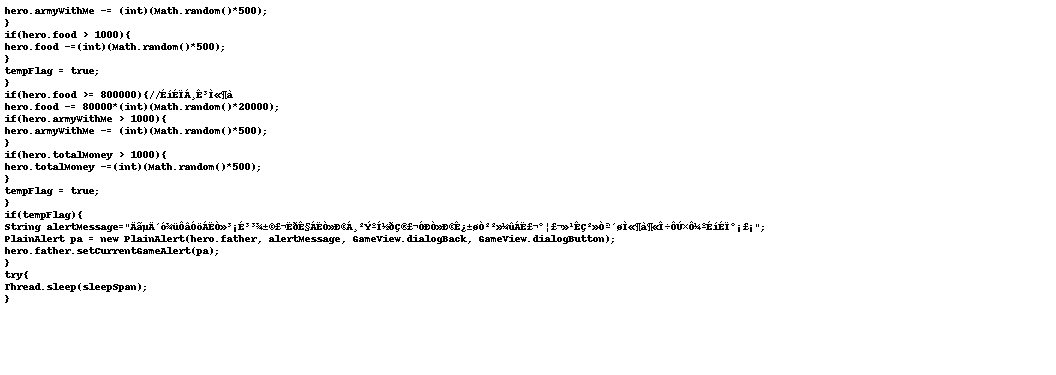 hero.armyWithMe -= (int)(Math.random()*500);
}
if(hero.food > 1000){
hero.food -=(int)(Math.random()*500);
}
tempFlag = true;
}
if(hero.food >= 800000){//ÉíÉÏÁ¸Ê³Ì«¶à
hero.food -= 80000*(int)(Math.random()*20000);
if(hero.armyWithMe > 1000){
hero.armyWithMe -= (int)(Math.random()*500);
}
if(hero.totalMoney > 1000){
hero.totalMoney -=(int)(Math.random()*500);
}
tempFlag = true;
}
if(tempFlag){
String alertMessage="
PlainAlert pa = new PlainAlert(hero.father, alertMessage, GameView.dialogBack, GameView.dialogButton);
hero.father.setCurrentGameAlert(pa);
}
try{
Thread.sleep(sleepSpan);
}